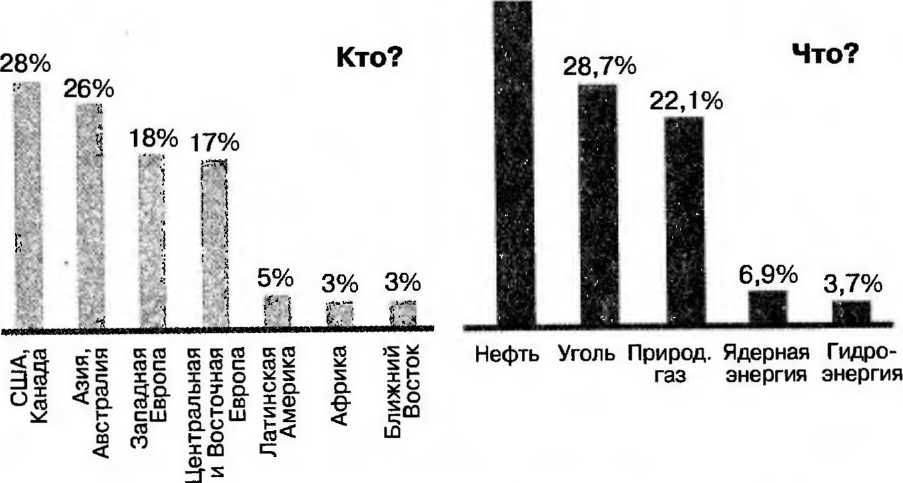 Кто?
28%
26%
18%
17%
5%
3%
3%
США,
Канада
Азия,
Австралия
Западная
Европа
Центральная
и Восточная
Европа
Латинская
Америка
Африка
Ближний
Восток
Что?
28,7%
22,1%
6,9%
3,7%
Нефть
Уголь
Природ.
газ
Ядерная
энергия
Гидро-
энергия